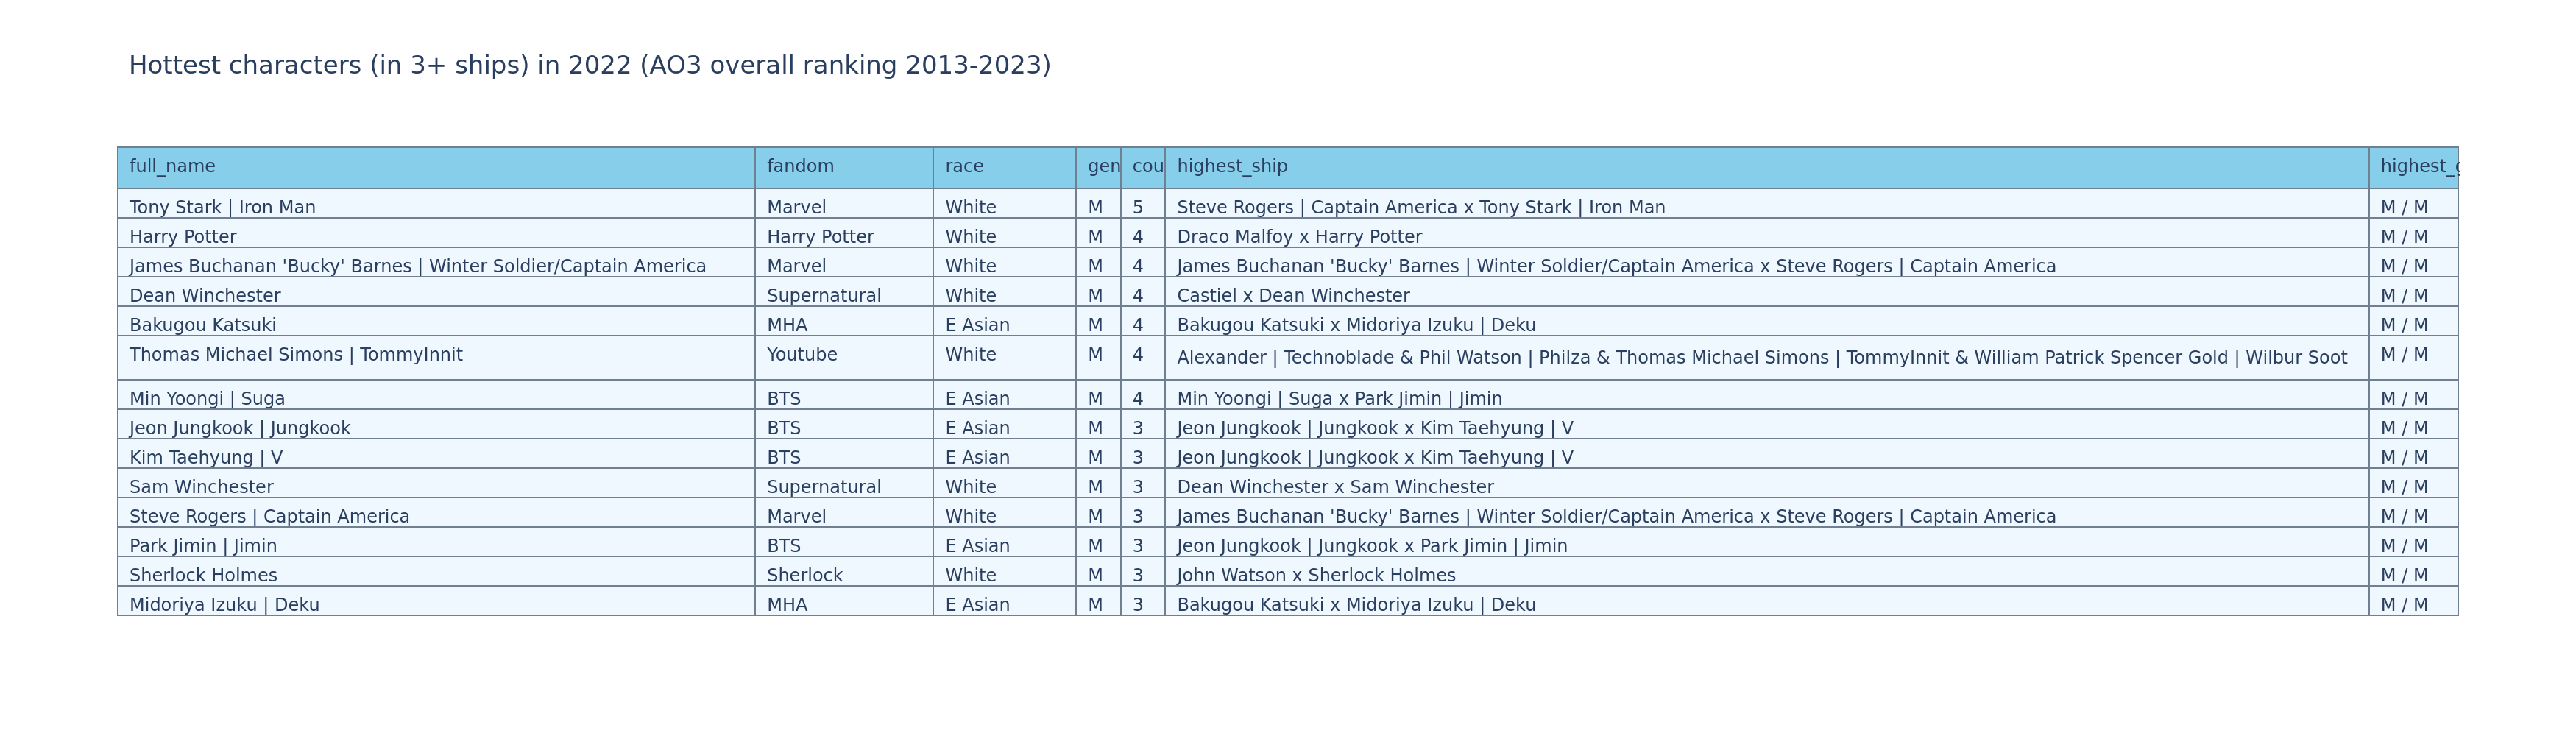 Hottest characters (in 3+ ships) in 2022 (AO3 overall ranking 2013-2023)
full_name fandom race gen cou highest_ship highest_g
Tony Stark | Iron Man Marvel White M 5 Steve Rogers | Captain America x Tony Stark | Iron Man M / M
Harry Potter Harry Potter White M 4 Draco Malfoy x Harry Potter M / M
James Buchanan 'Bucky' Barnes | Winter Soldier/Captain America Marvel White M 4 James Buchanan 'Bucky' Barnes | Winter Soldier/Captain America x Steve Rogers | Captain America M / M
Dean Winchester Supernatural White M 4 Castiel x Dean Winchester M / M
Bakugou Katsuki MHA E Asian M 4 Bakugou Katsuki x Midoriya Izuku | Deku M / M
Thomas Michael Simons | TommyInnit Youtube White M 4 Alexander | Technoblade & Phil Watson | Philza & Thomas Michael Simons | TommyInnit & William Patrick Spencer Gold | Wilbur Soot M / M
Min Yoongi | Suga BTS E Asian M 4 Min Yoongi | Suga x Park Jimin | Jimin M / M
Jeon Jungkook | Jungkook BTS E Asian M 3 Jeon Jungkook | Jungkook x Kim Taehyung | V M / M
Kim Taehyung | V BTS E Asian M 3 Jeon Jungkook | Jungkook x Kim Taehyung | V M / M
Sam Winchester Supernatural White M 3 Dean Winchester x Sam Winchester M / M
Steve Rogers | Captain America Marvel White M 3 James Buchanan 'Bucky' Barnes | Winter Soldier/Captain America x Steve Rogers | Captain America M / M
Park Jimin | Jimin BTS E Asian M 3 Jeon Jungkook | Jungkook x Park Jimin | Jimin M / M
Sherlock Holmes Sherlock White M 3 John Watson x Sherlock Holmes M / M
Midoriya Izuku | Deku MHA E Asian M 3 Bakugou Katsuki x Midoriya Izuku | Deku M / M